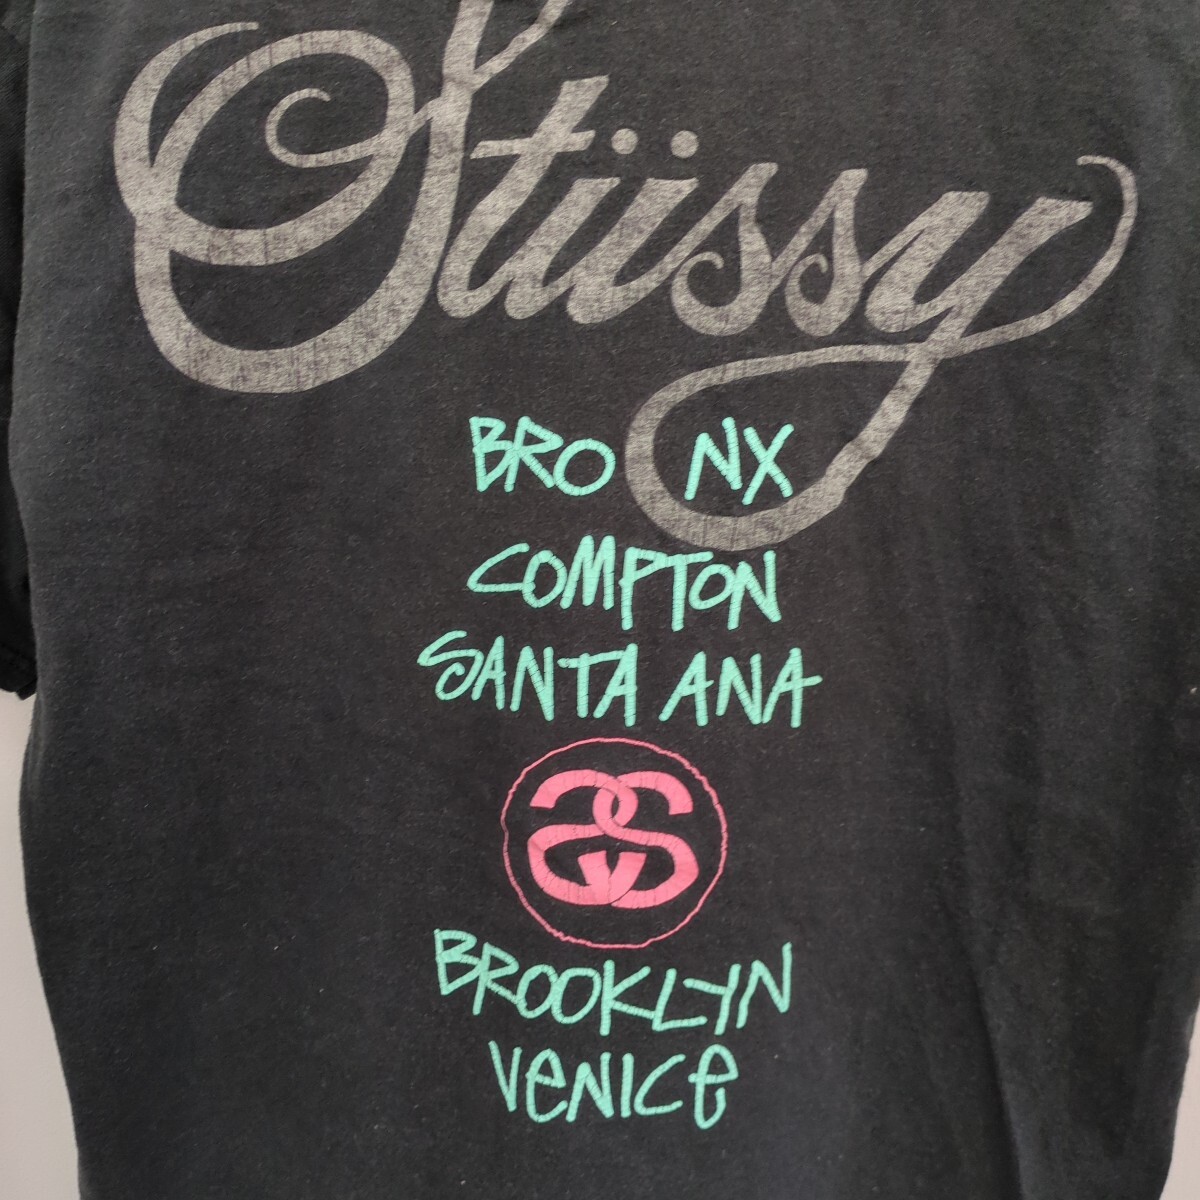 Stüssy
BRONX
COMPTON
SANTA ANA
SS
BROOKLYN
VENICE